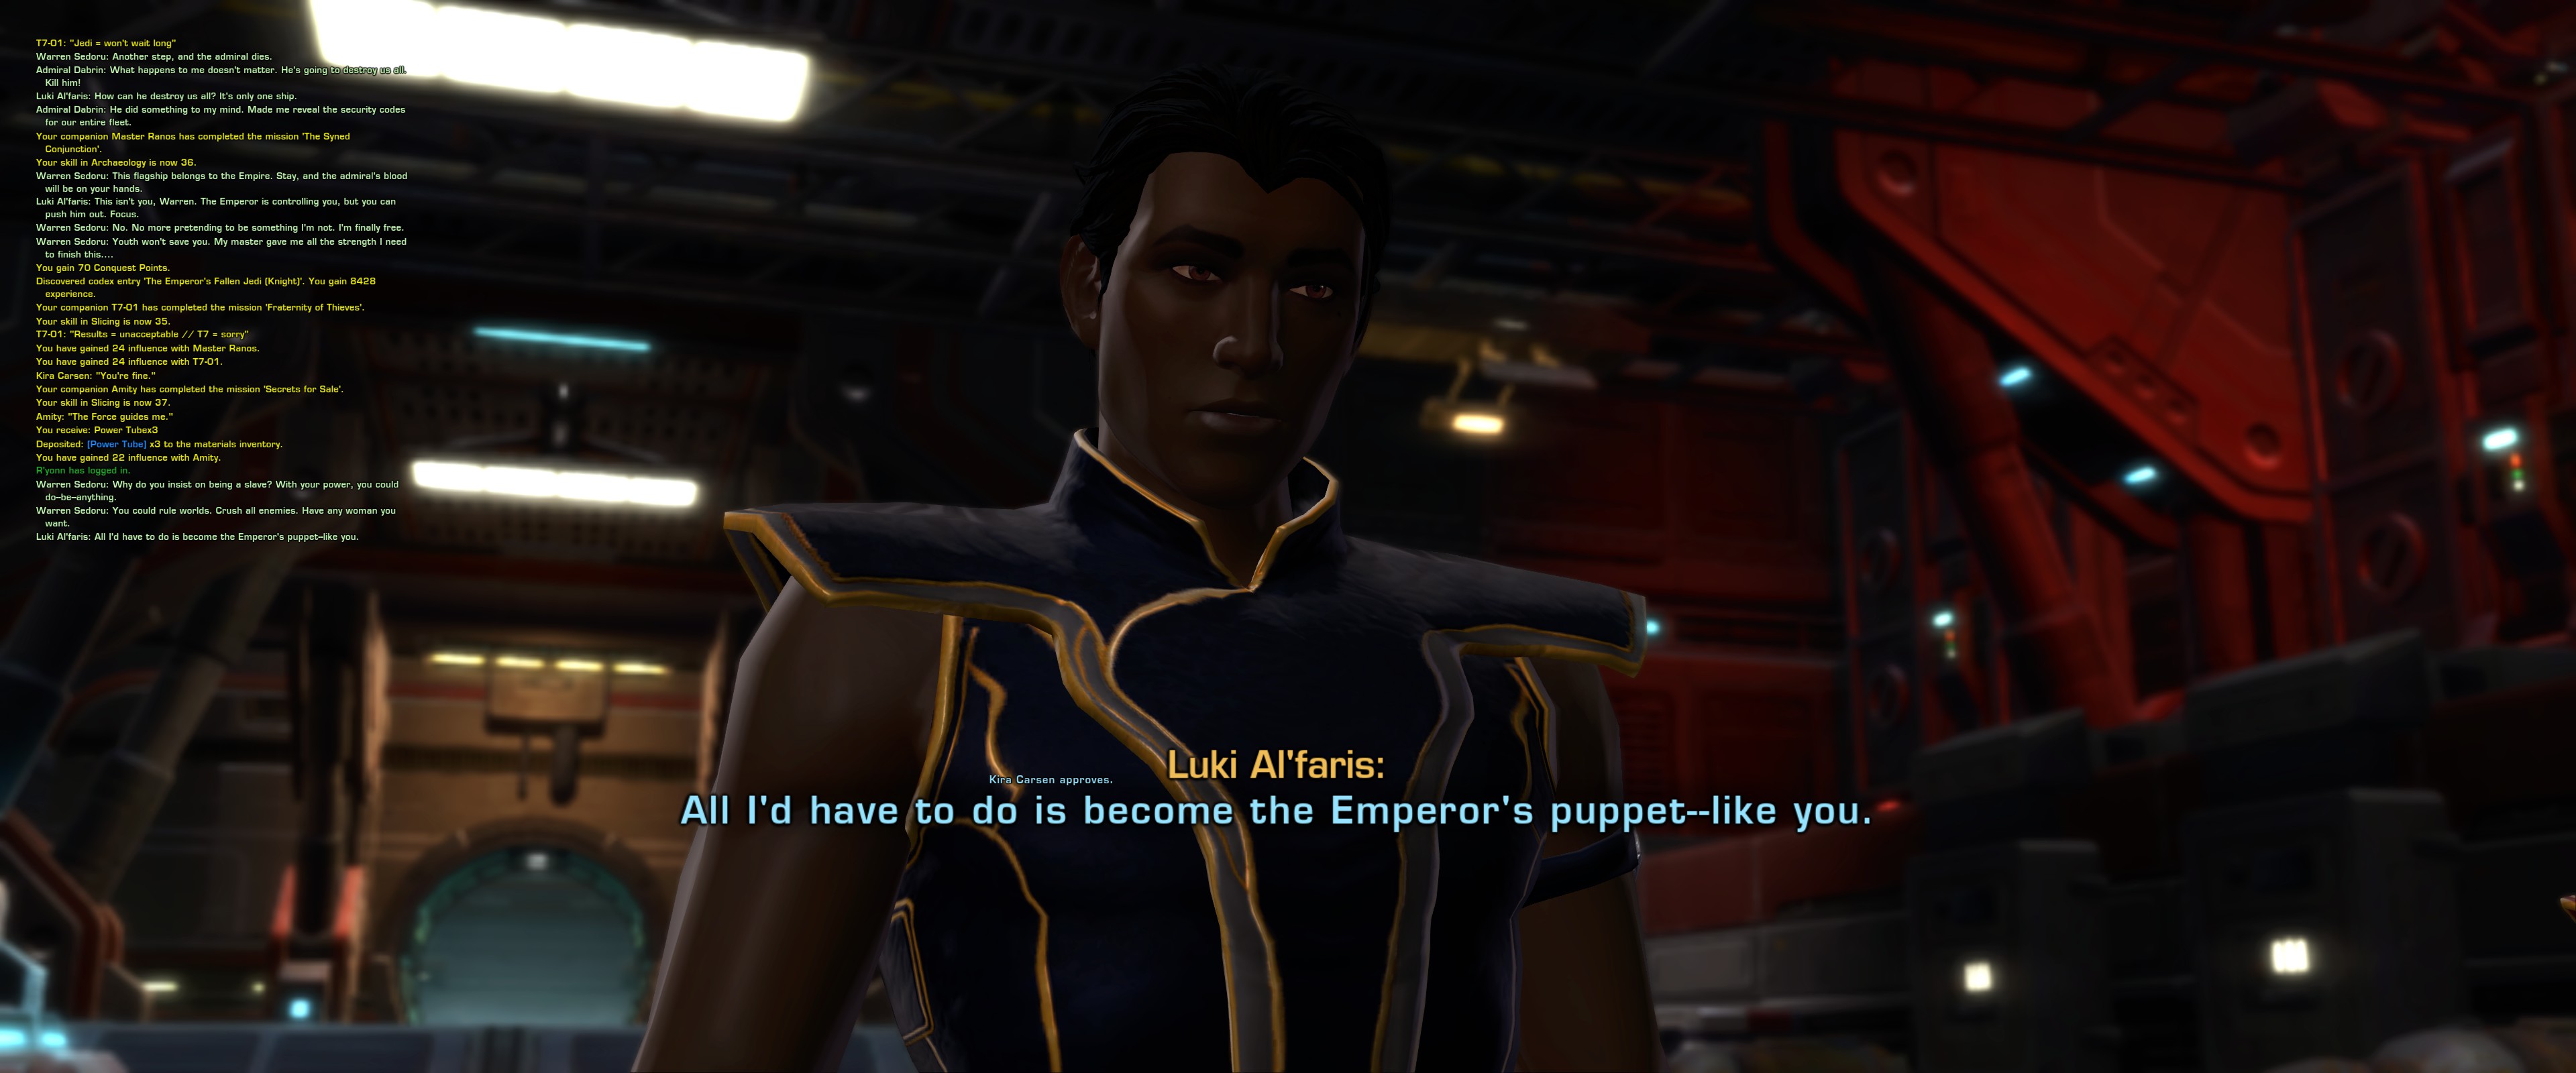 T7-01: "Jedi = won't wait long"
Warren Sedoru: Another step, and the admiral dies.
Admiral Dabrin: What happens to me doesn't matter. He's going to destroy us all.
Kill him!
Luki Al'faris: How can he destroy us all? It's only one ship.
Admiral Dabrin: He did something to my mind. Made me reveal the security codes
for our entire fleet.
Your companion Master Ranos has completed the mission 'The Syned
Conjunction'.
Your skill in Archaeology is now 36.
Warren Sedoru: This flagship belongs to the Empire. Stay, and the admiral's blood
will be on your hands.
Luki Al'faris: This isn't you, Warren. The Emperor is controlling you, but you can
push him out. Focus.
Warren Sedoru: No. No more pretending to be something I'm not. I'm finally free.
Warren Sedoru: Youth won't save you. My master gave me all the strength I need
to finish this....
You gain 70 Conquest Points.
Discovered codex entry 'The Emperor's Fallen Jedi (Knight)'. You gain 8428
experience.
Your companion T7-01 has completed the mission 'Fraternity of Thieves'.
Your skill in Slicing is now 35.
T7-01: "Results = unacceptable // T7 = sorry"
You have gained 24 influence with Master Ranos.
You have gained 24 influence with T7-01.
Kira Carsen: "You're fine."
Your companion Amity has completed the mission 'Secrets for Sale'.
Your skill in Slicing is now 37.
Amity: "The Force guides me."
You receive: Power Tubex3
Deposited: [Power Tube] x3 to the materials inventory.
You have gained 22 influence with Amity.
R'yonn has logged in.
Warren Sedoru: Why do you insist on being a slave? With your power, you could
do--be--anything.
Warren Sedoru: You could rule worlds. Crush all enemies. Have any woman you
want.
Luki Al'faris: All I'd have to do is become the Emperor's puppet--like you.
Luki Al'faris:
Kira Carsen approves.
All I'd have to do is become the Emperor's puppet--like you.